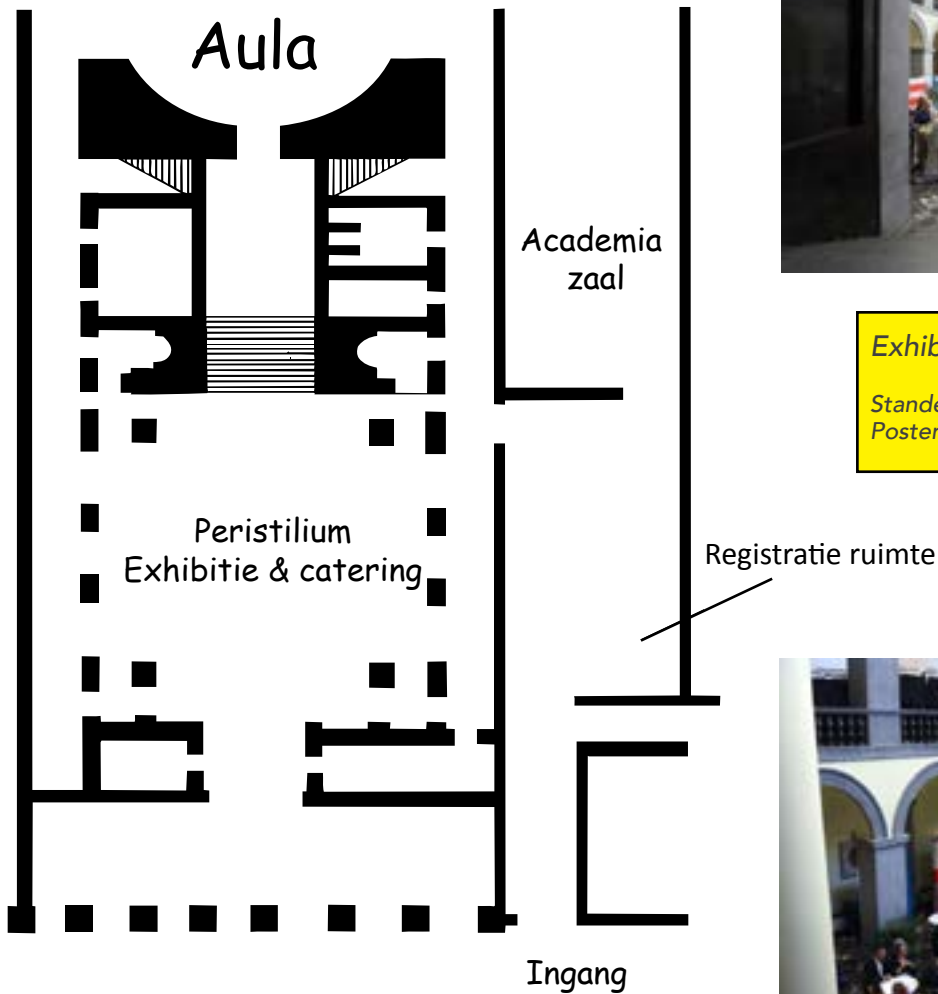 Aula
Academia
zaal
Peristilium
Exhibitie & catering
Registratie ruimte
Ingang